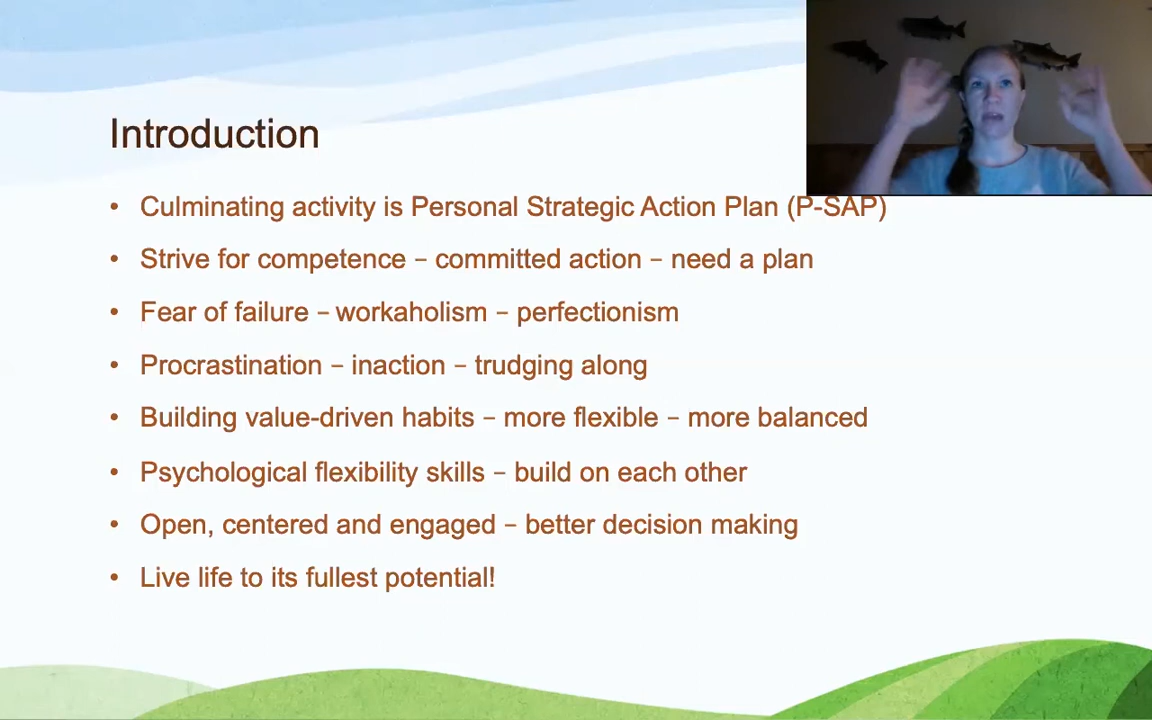 Introduction
• Culminating activity is Personal Strategic Action Plan (P-SAP)
• Strive for competence – committed action – need a plan
• Fear of failure – workaholism – perfectionism
• Procrastination – inaction – trudging along
• Building value-driven habits – more flexible – more balanced
• Psychological flexibility skills – build on each other
• Open, centered and engaged – better decision making
• Live life to its fullest potential!